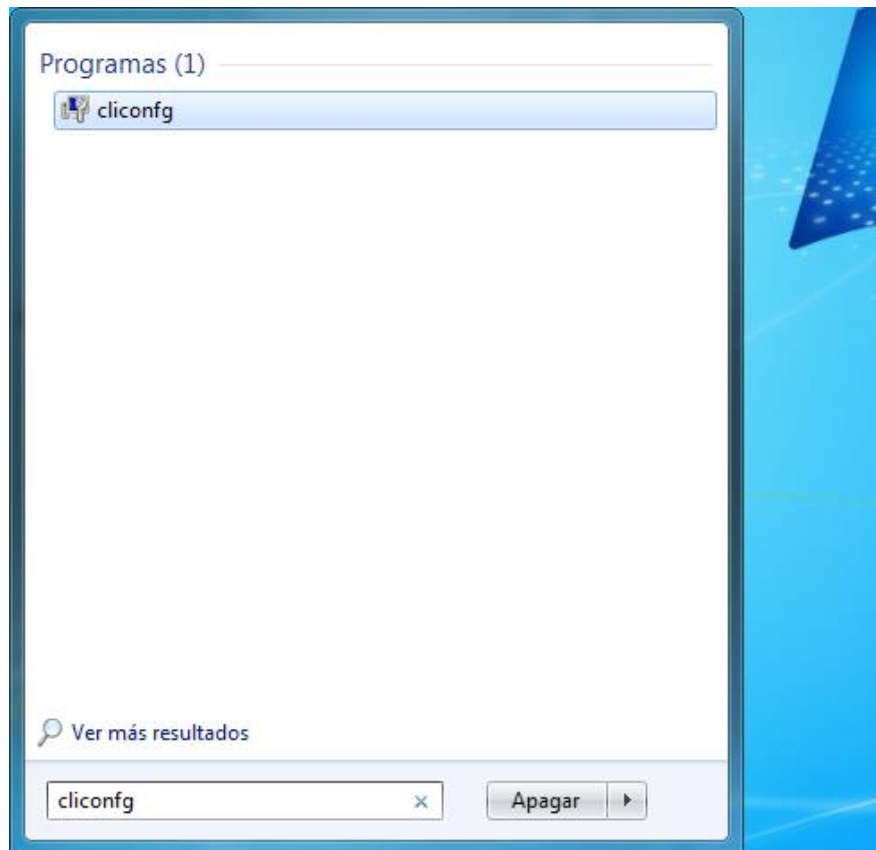 Programas (1)
cliconfg
Ver más resultados
cliconfg
Apagar